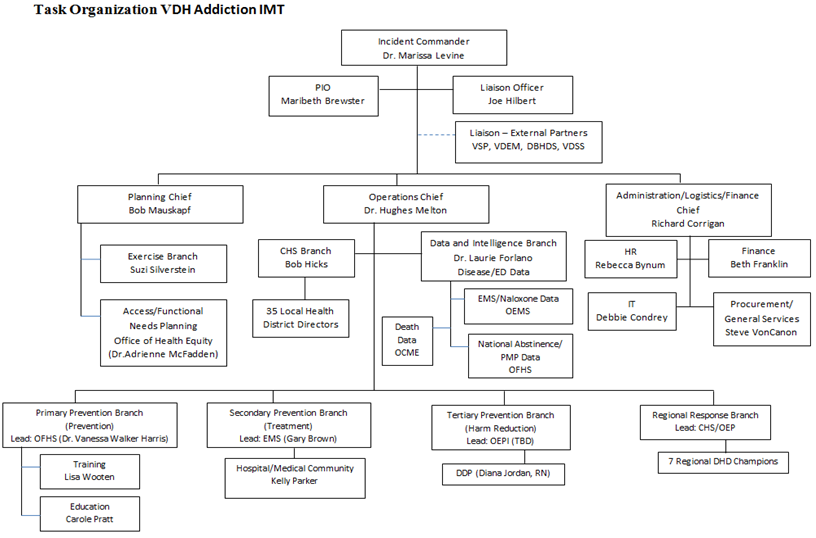 Task Organization VDH Addiction IMT
Incident Commander
Dr. Marissa Levine
PIO
Maribeth Brewster
Liaison Officer
Joe Hilbert
Liaison – External Partners
VSP, VDEM, DBHDS, VDSS
Planning Chief
Bob Mauskapf
Operations Chief
Dr. Hughes Melton
Administration/Logistics/Finance
Chief
Richard Corrigan
Exercise Branch
Suzi Silverstein
Access/Functional
Needs Planning
Office of Health Equity
(Dr.Adrienne McFadden)
CHS Branch
Bob Hicks
35 Local Health
District Directors
Data and Intelligence Branch
Dr. Laurie Forlano
Disease/ED Data
EMS/Naloxone Data
OEMS
Death
Data
OCME
National Abstinence/
PMP Data
OFHS
HR
Rebecca Bynum
Finance
Beth Franklin
IT
Debbie Condrey
Procurement/
General Services
Steve VonCanon
Primary Prevention Branch
(Prevention)
Lead: OFHS (Dr. Vanessa Walker Harris)
Training
Lisa Wooten
Education
Carole Pratt
Secondary Prevention Branch
(Treatment)
Lead: EMS (Gary Brown)
Hospital/Medical Community
Kelly Parker
Tertiary Prevention Branch
(Harm Reduction)
Lead: OEPI (TBD)
DDP (Diana Jordan, RN)
Regional Response Branch
Lead: CHS/OEP
7 Regional DHD Champions